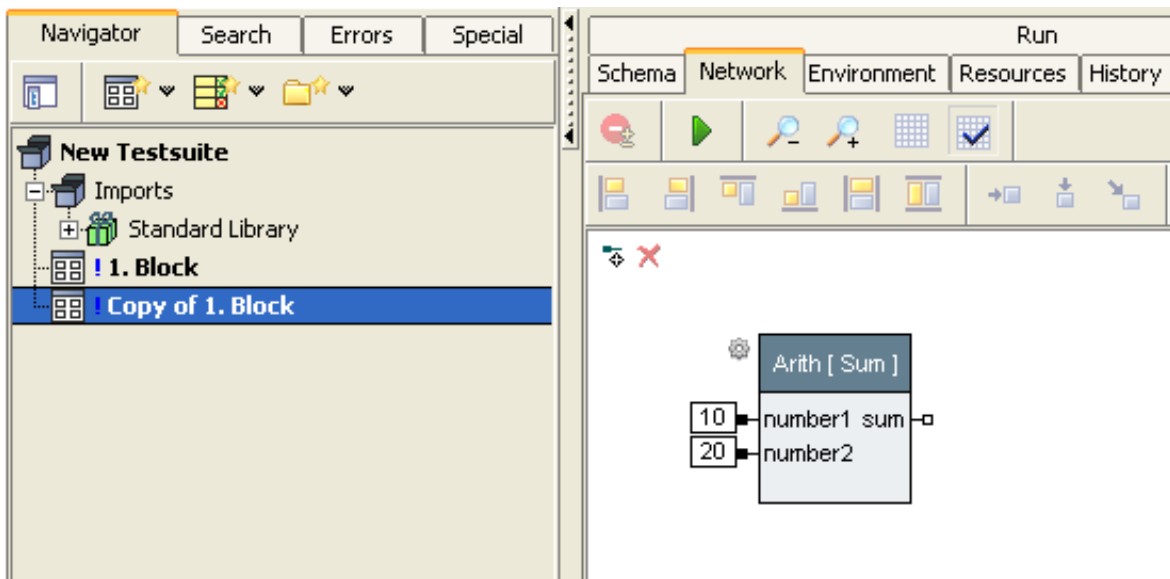 Navigator Search Errors Special
New Testsuite
Imports
Standard Library
! 1. Block
! Copy of 1. Block
Run
Schema Network Environment Resources History
Arith [ Sum ]
10 number1 sum
20 number2